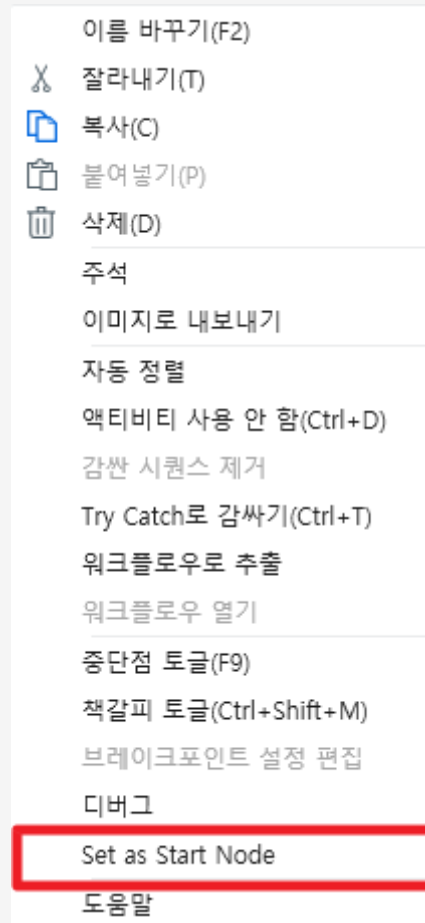 이름 바꾸기(F2)
잘라내기(T)
복사(C)
붙여넣기(P)
삭제(D)
주석
이미지로 내보내기
자동 정렬
액티비티 사용 안 함(Ctrl+D)
감싼 시퀀스 제거
Try Catch로 감싸기(Ctrl+T)
워크플로우로 추출
워크플로우 열기
중단점 토글(F9)
책갈피 토글(Ctrl+Shift+M)
브레이크포인트 설정 편집
디버그
Set as Start Node
도움말